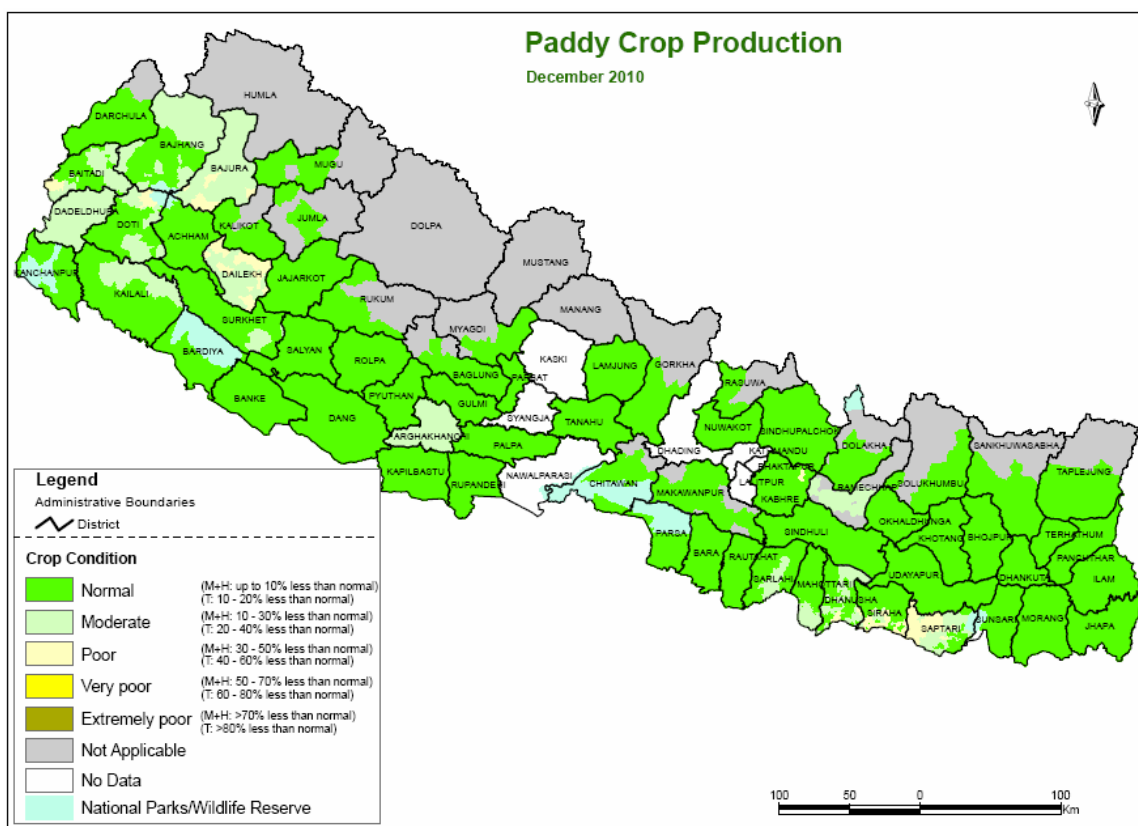 Paddy Crop Production
December 2010
HUMLA
DARCHULA
BAJHANG
BAITADI
BAJURA
MUGU
DADELDHURA
DOTI
ACHHAM
KALIKOT
JUMLA
DOLPA
KANCHANPUR
DAILEKH
JAJARKOT
MUSTANG
KAILALI
RUKUM
MANANG
SURKHET
MYAGDI
BARDIYA
SALYAN
ROLPA
BAGLUNG
PARBAT
KASKI
LAMJUNG
GORKHA
RASUWA
BANKE
DANG
PYUTHAN
GULMI
SYANGJA
TANAHU
NUWAKOT
SINDHUPALCHOK
DOLAKHA
SANKHUWASABHA
TAPLEJUNG
ARGHAKHANCHI
PALPA
DHADING
KATHMANDU
BHAKTAPUR
LALITPUR
KABHRE
RAMECHHAP
SOLUKHUMBU
KAPILBASTU
RUPANDEHI
NAWALPARASI
CHITAWAN
MAKAWANPUR
SINDHULI
OKHALDHUNGA
KHOTANG
BHOJPUR
TERHATHUM
PANCHTHAR
PARSA
BARA
RAUTAHAT
SARLAHI
MAHOTTARI
DHANUSHA
SIRAHA
UDAYAPUR
DHANKUTA
ILAM
SAPTARI
SUNSARI
MORANG
JHAPA
Legend
Administrative Boundaries
District
Crop Condition
Normal (M+H: up to 10% less than normal)
(T: 10 - 20% less than normal)
Moderate (M+H: 10 - 30% less than normal)
(T: 20 - 40% less than normal)
Poor (M+H: 30 - 50% less than normal)
(T: 40 - 60% less than normal)
Very poor (M+H: 50 - 70% less than normal)
(T: 60 - 80% less than normal)
Extremely poor (M+H: >70% less than normal)
(T: >80% less than normal)
Not Applicable
No Data
National Parks/Wildlife Reserve
100 50 0 100
Km